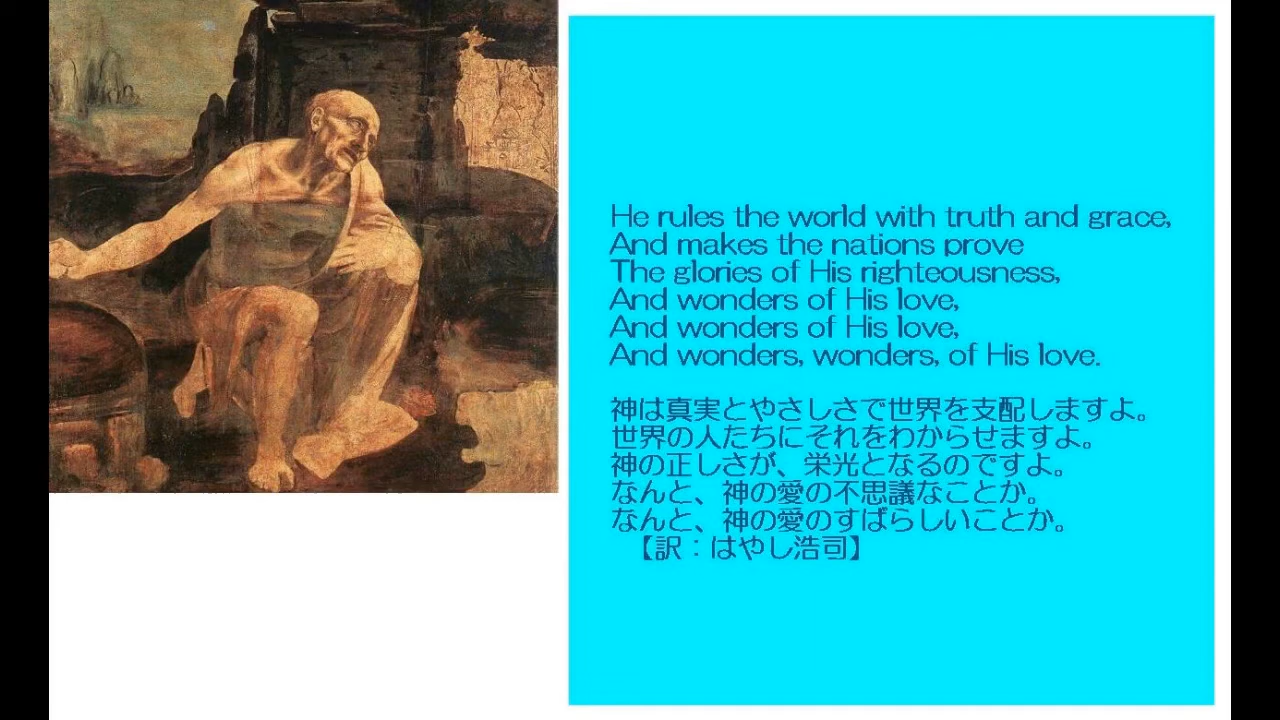 He rules the world with truth and grace,
And makes the nations prove
The glories of His righteousness,
And wonders of His love,
And wonders of His love,
And wonders, wonders, of His love.
神は真実とやさしさで世界を支配しますよ。
世界の人たちにそれをわからせますよ。
神の正しさが、栄光となるのですよ。
なんと、神の愛の不思議なことか。
なんと、神の愛のすばらしいことか。
【訳：はやし浩司】